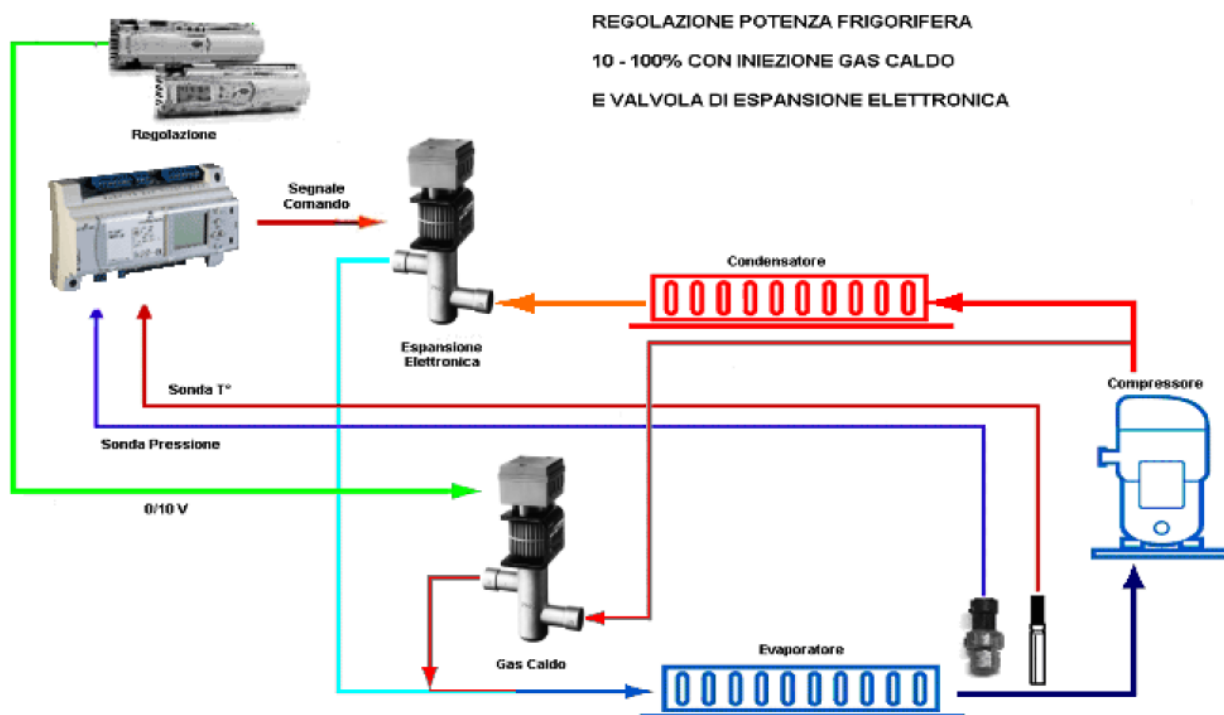 REGOLAZIONE POTENZA FRIGORIFERA
10 - 100% CON INIEZIONE GAS CALDO
E VALVOLA DI ESPANSIONE ELETTRONICA
Regolazione
Segnale
Comando
Condensatore
Espansione
Elettronica
Compressore
Sonda T°
Sonda Pressione
0/10 V
Gas Caldo
Evaporatore